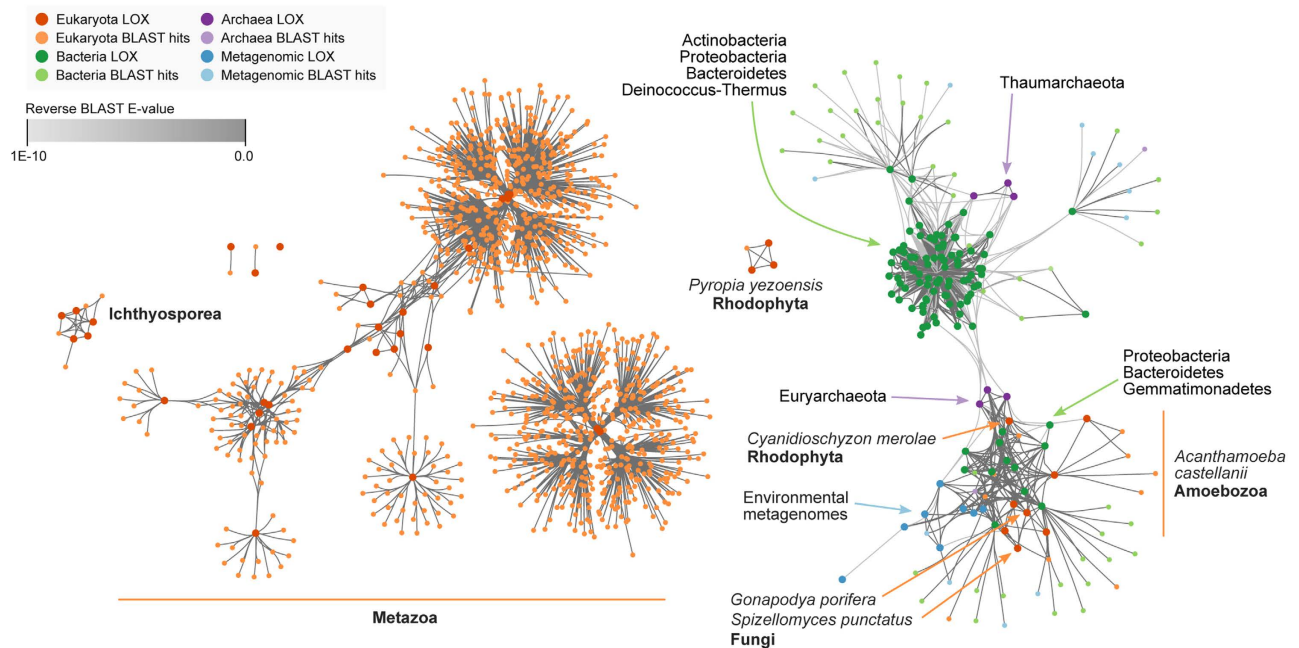 Eukaryota LOX
Eukaryota BLAST hits
Bacteria LOX
Bacteria BLAST hits
Archaea LOX
Archaea BLAST hits
Metagenomic LOX
Metagenomic BLAST hits
Reverse BLAST E-value
1E-10
0.0
Ichthyosporea
Metazoa
Actinobacteria
Proteobacteria
Bacteroidetes
Deinococcus-Thermus
Thaumarchaeota
Pyropia yezoensis
Rhodophyta
Euryarchaeota
Proteobacteria
Bacteroidetes
Gemmatimonadetes
Cyanidioschyzon merolae
Rhodophyta
Acanthamoeba
castellanii
Amoebozoa
Environmental
metagenomes
Gonapodya porifera
Spizellomyces punctatus
Fungi